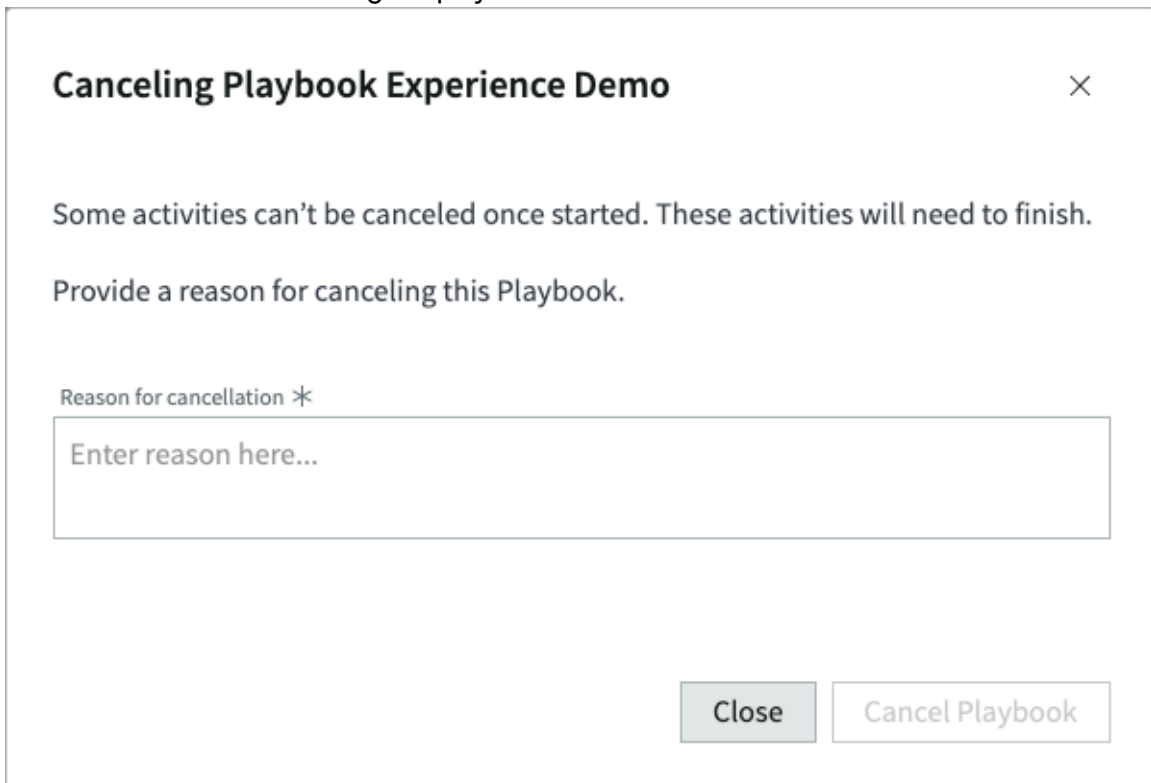 Canceling Playbook Experience Demo
Some activities can’t be canceled once started. These activities will need to finish.
Provide a reason for canceling this Playbook.
Reason for cancellation *
Enter reason here...
Close Cancel Playbook